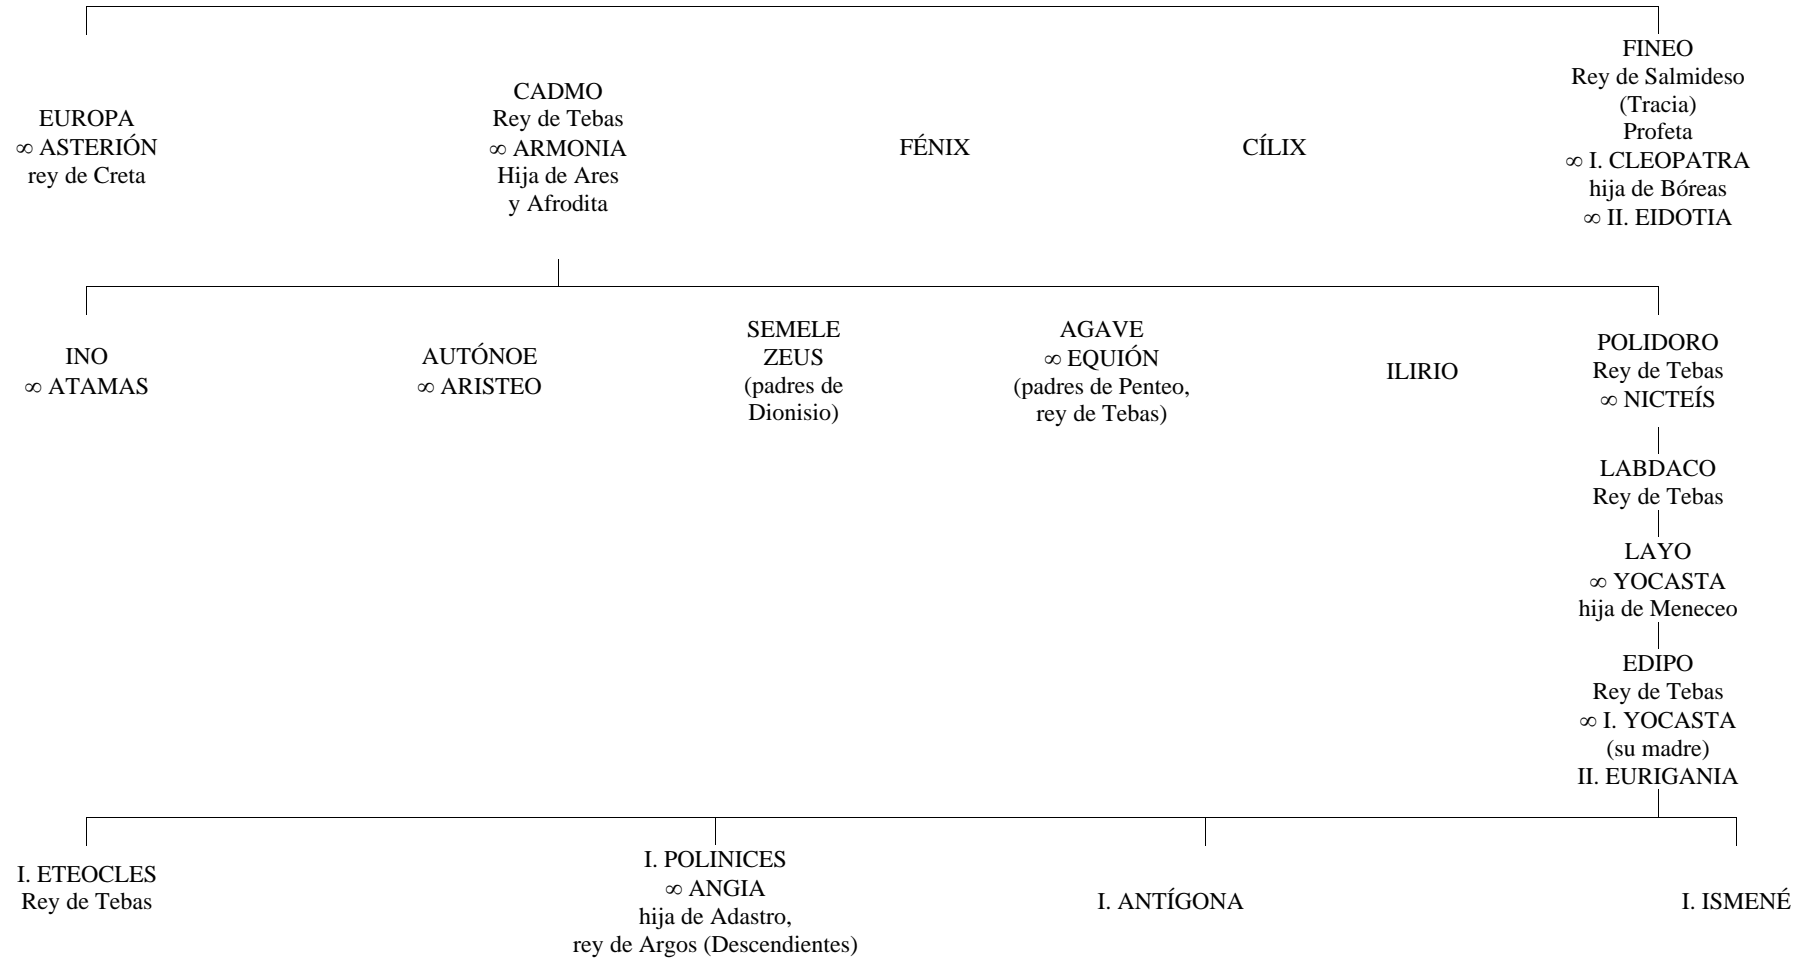 EUROPA
∞ ASTERIÓN
rey de Creta
CADMO
Rey de Tebas
∞ ARMONIA
Hija de Ares
y Afrodita
FÉNIX
CÍLIX
FINEO
Rey de Salmideso
(Tracia)
Profeta
∞ I. CLEOPATRA
hija de Bóreas
∞ II. EIDOTIA
INO
∞ ATAMAS
AUTÓNOE
∞ ARISTEO
SEMELE
ZEUS
(padres de
Dionisio)
AGAVE
∞ EQUIÓN
(padres de Penteo,
rey de Tebas)
ILIRIO
POLIDORO
Rey de Tebas
∞ NICTEÍS
LABDACO
Rey de Tebas
LAYO
∞ YOCASTA
hija de Meneceo
EDIPO
Rey de Tebas
∞ I. YOCASTA
(su madre)
II. EURIGANIA
I. ETEOCLES
Rey de Tebas
I. POLINICES
∞ ANGIA
hija de Adastro,
rey de Argos (Descendientes)
I. ANTÍGONA
I. ISMENÉ